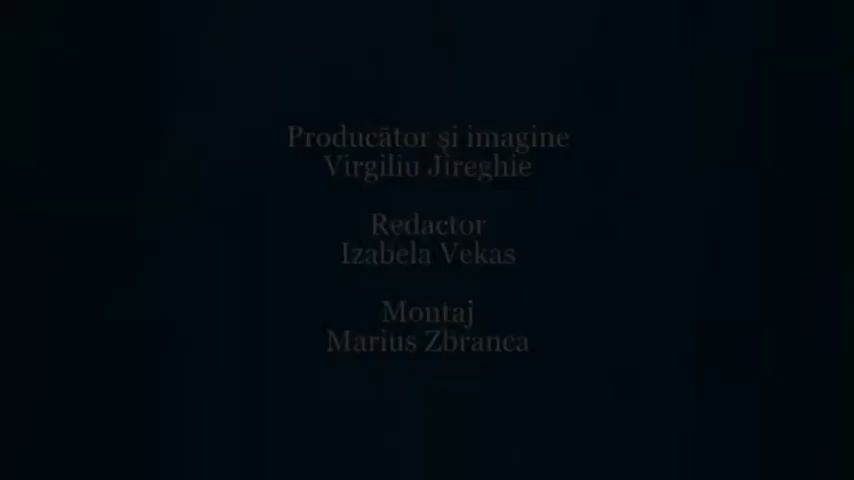 Producător și imagine
Virgiliu Jireghie
Redactor
Izabela Vekas
Montaj
Marius Zbranca